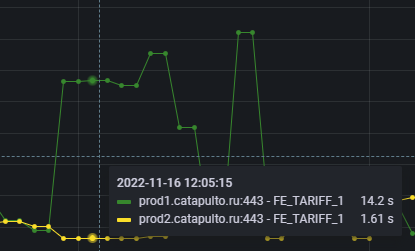 2022-11-16 12:05:15
prod1.catapulto.ru:443 - FE_TARIFF_1 14.2 s
prod2.catapulto.ru:443 - FE_TARIFF_1 1.61 s